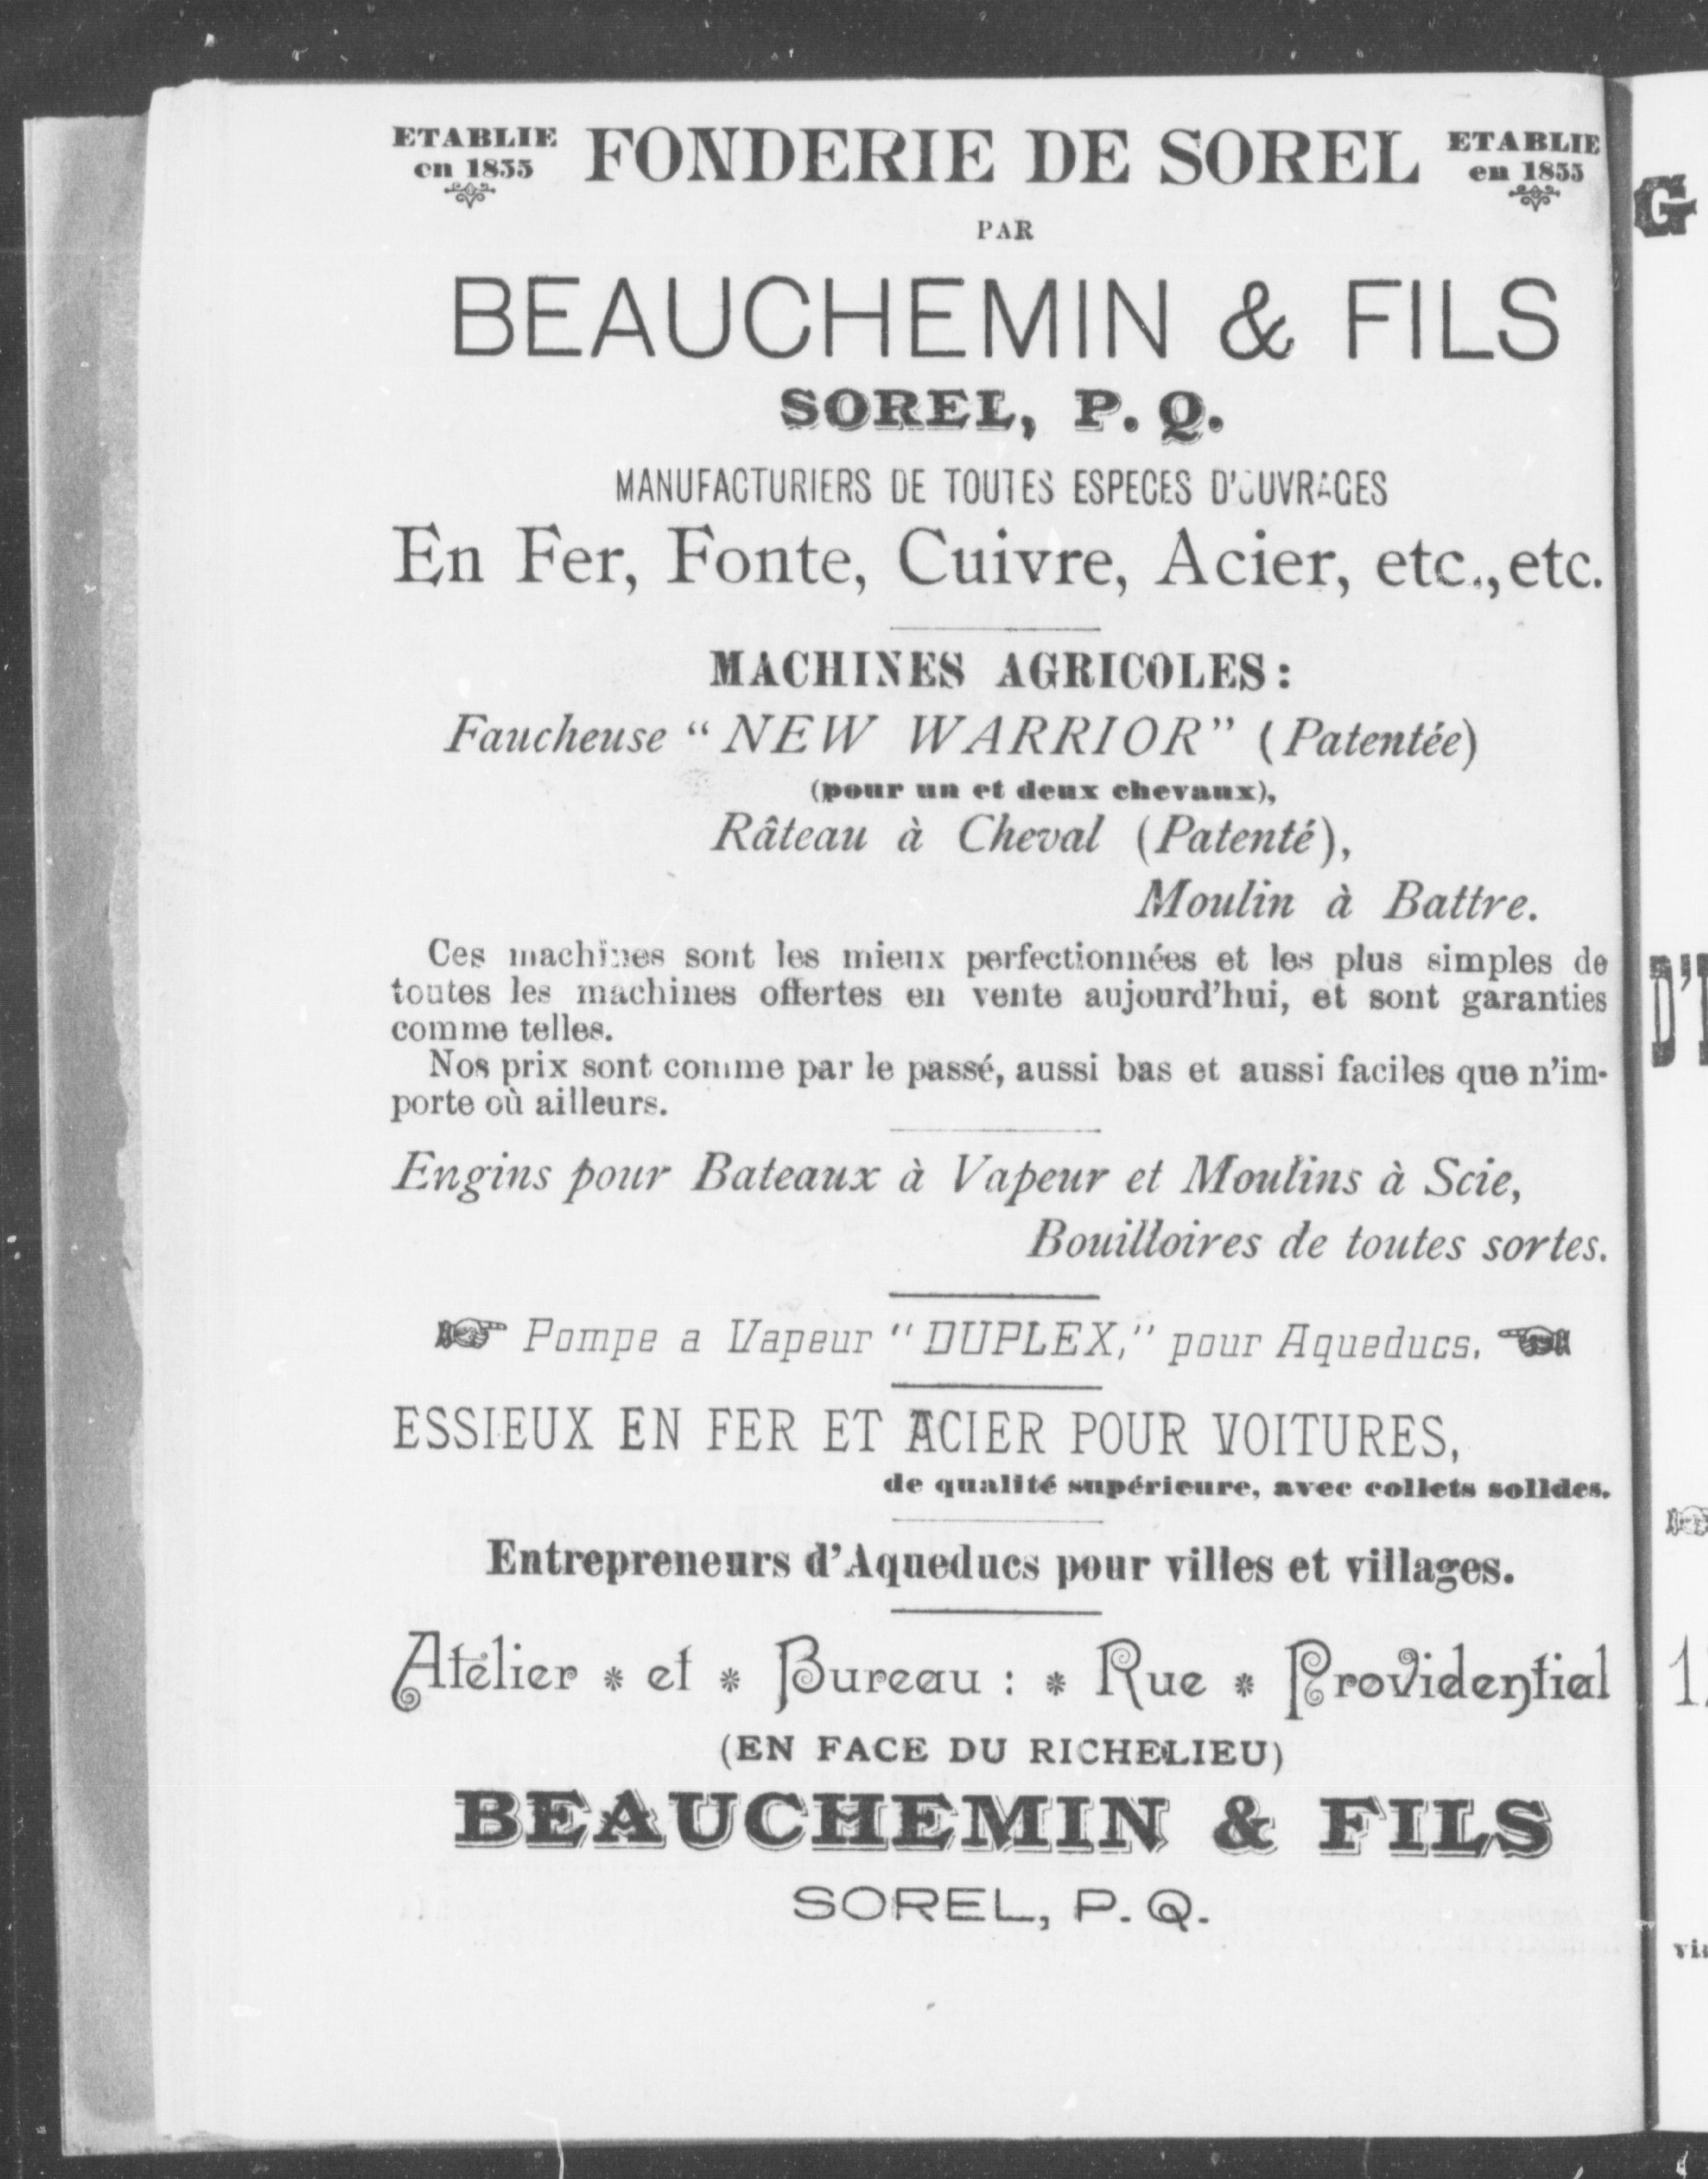 ETABLIE en 1855 FONDERIE DE SOREL ETABLIE en 1855
PAR
BEAUCHEMIN & FILS
SOREL, P. Q.
MANUFACTURIERS DE TOUTES ESPECES D'OUVRAGES
En Fer, Fonte, Cuivre, Acier, etc., etc.
MACHINES AGRICOLES:
Faucheuse "NEW WARRIOR" (Patentée)
(pour un et deux chevaux),
Râteau à Cheval (Patenté),
Moulin à Battre.
Ces machines sont les mieux perfectionnées et les plus simples de
toutes les machines offertes en vente aujourd'hui, et sont garanties
comme telles.
Nos prix sont comme par le passé, aussi bas et aussi faciles que n'im-
porte où ailleurs.
Engins pour Bateaux à Vapeur et Moulins à Scie,
Bouilloires de toutes sortes.
Pompe a Vapeur "DUPLEX," pour Aqueducs.
ESSIEUX EN FER ET ACIER POUR VOITURES,
de qualité supérieure, avec collets solides.
Entrepreneurs d'Aqueducs pour villes et villages.
Atelier * et * Bureau : * Rue * Providential
(EN FACE DU RICHELIEU)
BEAUCHEMIN & FILS
SOREL, P. Q.